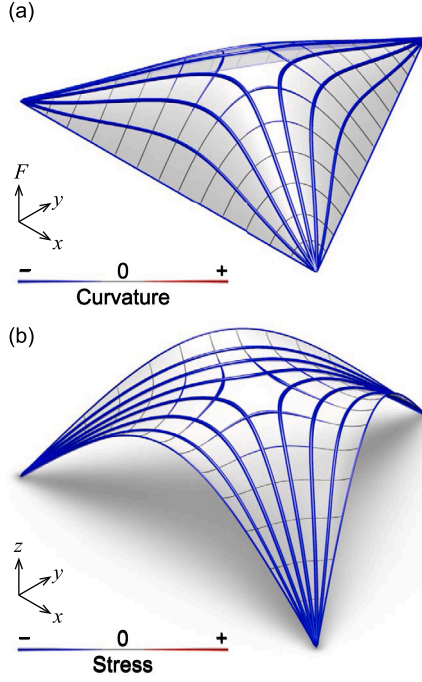 (a)
F
y
x
− 0 +
Curvature
(b)
z
y
x
− 0 +
Stress